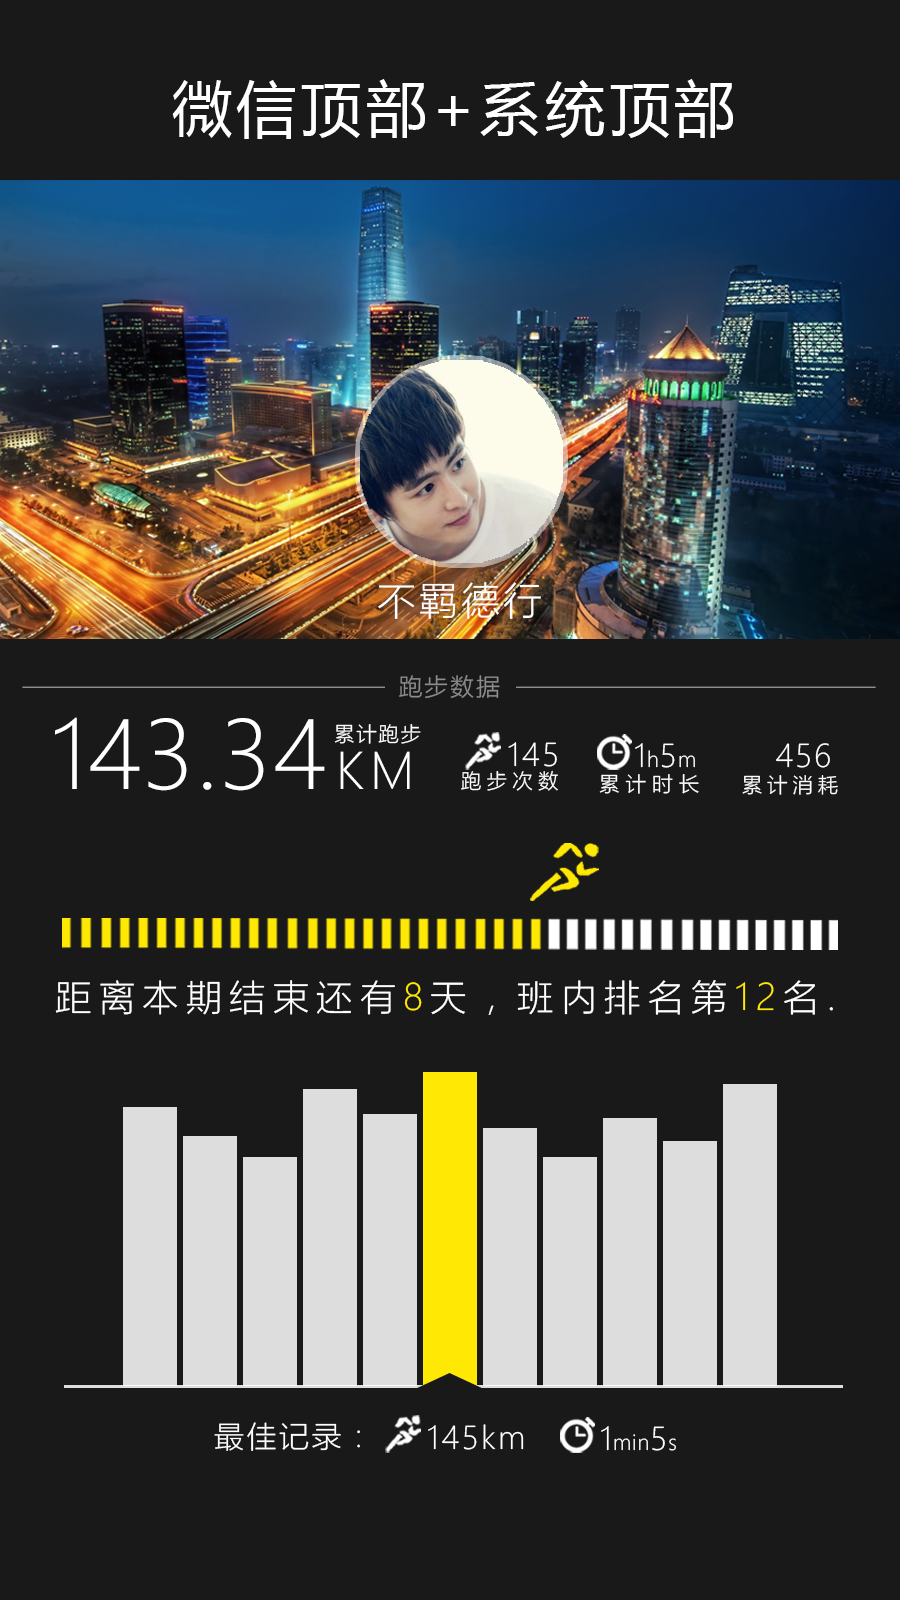 微信顶部+系统顶部
不羁德行
跑步数据
143.34
累计跑步
KM
145
跑步次数
1h5m
累计时长
456
累计消耗
距离本期结束还有8天，班内排名第12名.
最佳记录： 145km 1min5s